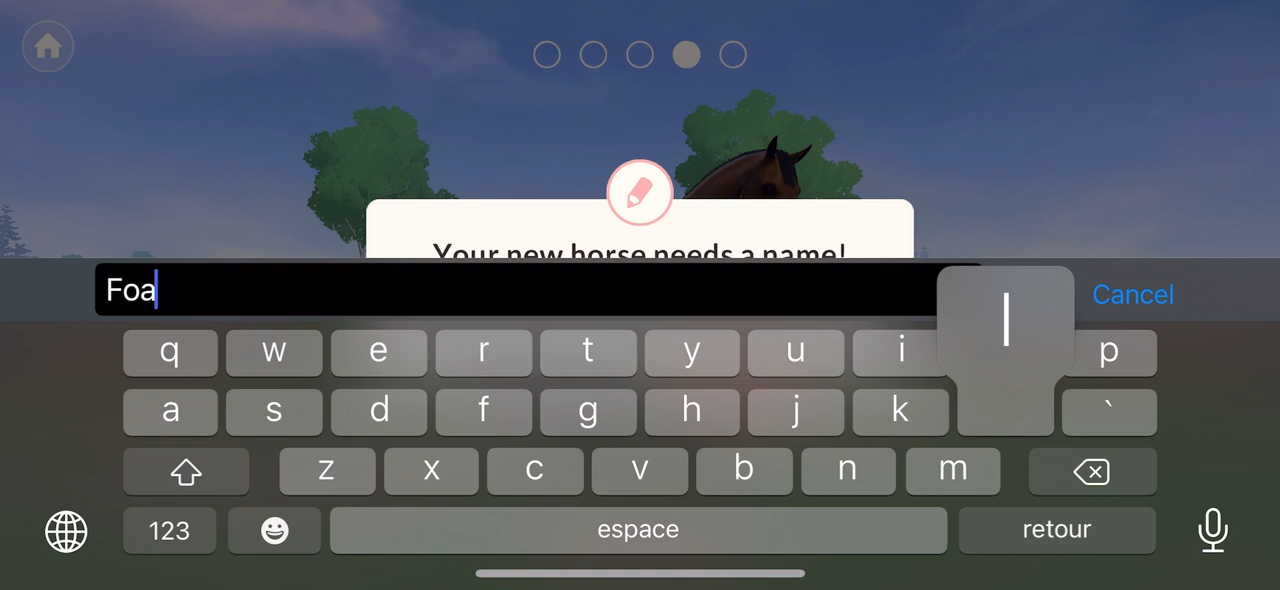 Your new horse needs a name!
Foa
Cancel
l
q w e r t y u i p
a s d f g h j k `
z x c v b n m
123 espace retour